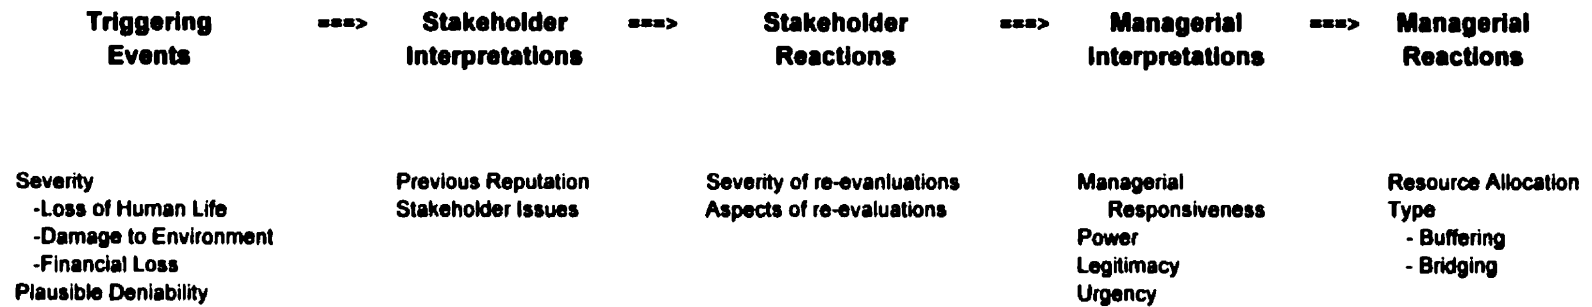 Triggering ===> Stakeholder ===> Stakeholder ===> Managerial ===> Managerial
Events Interpretations Reactions Interpretations Reactions
Severity Previous Reputation Severity of re-evanluations Managerial Resource Allocation
-Loss of Human Life Stakeholder Issues Aspects of re-evaluations Responsiveness Type
-Damage to Environment Power - Buffering
-Financial Loss Legitimacy - Bridging
Plausible Deniability Urgency